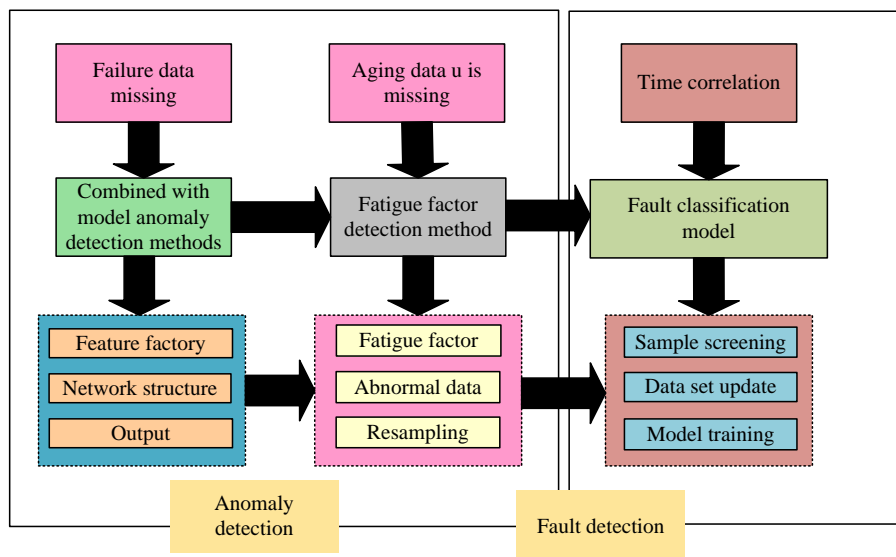 Failure data
missing
Aging data u is
missing
Time correlation
Combined with
model anomaly
detection methods
Fatigue factor
detection method
Fault classification
model
Feature factory
Network structure
Output
Fatigue factor
Abnormal data
Resampling
Sample screening
Data set update
Model training
Anomaly
detection
Fault detection